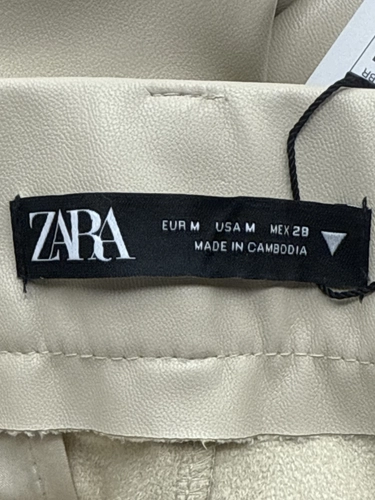 ZARA
EUR M USA M MEX 28
MADE IN CAMBODIA